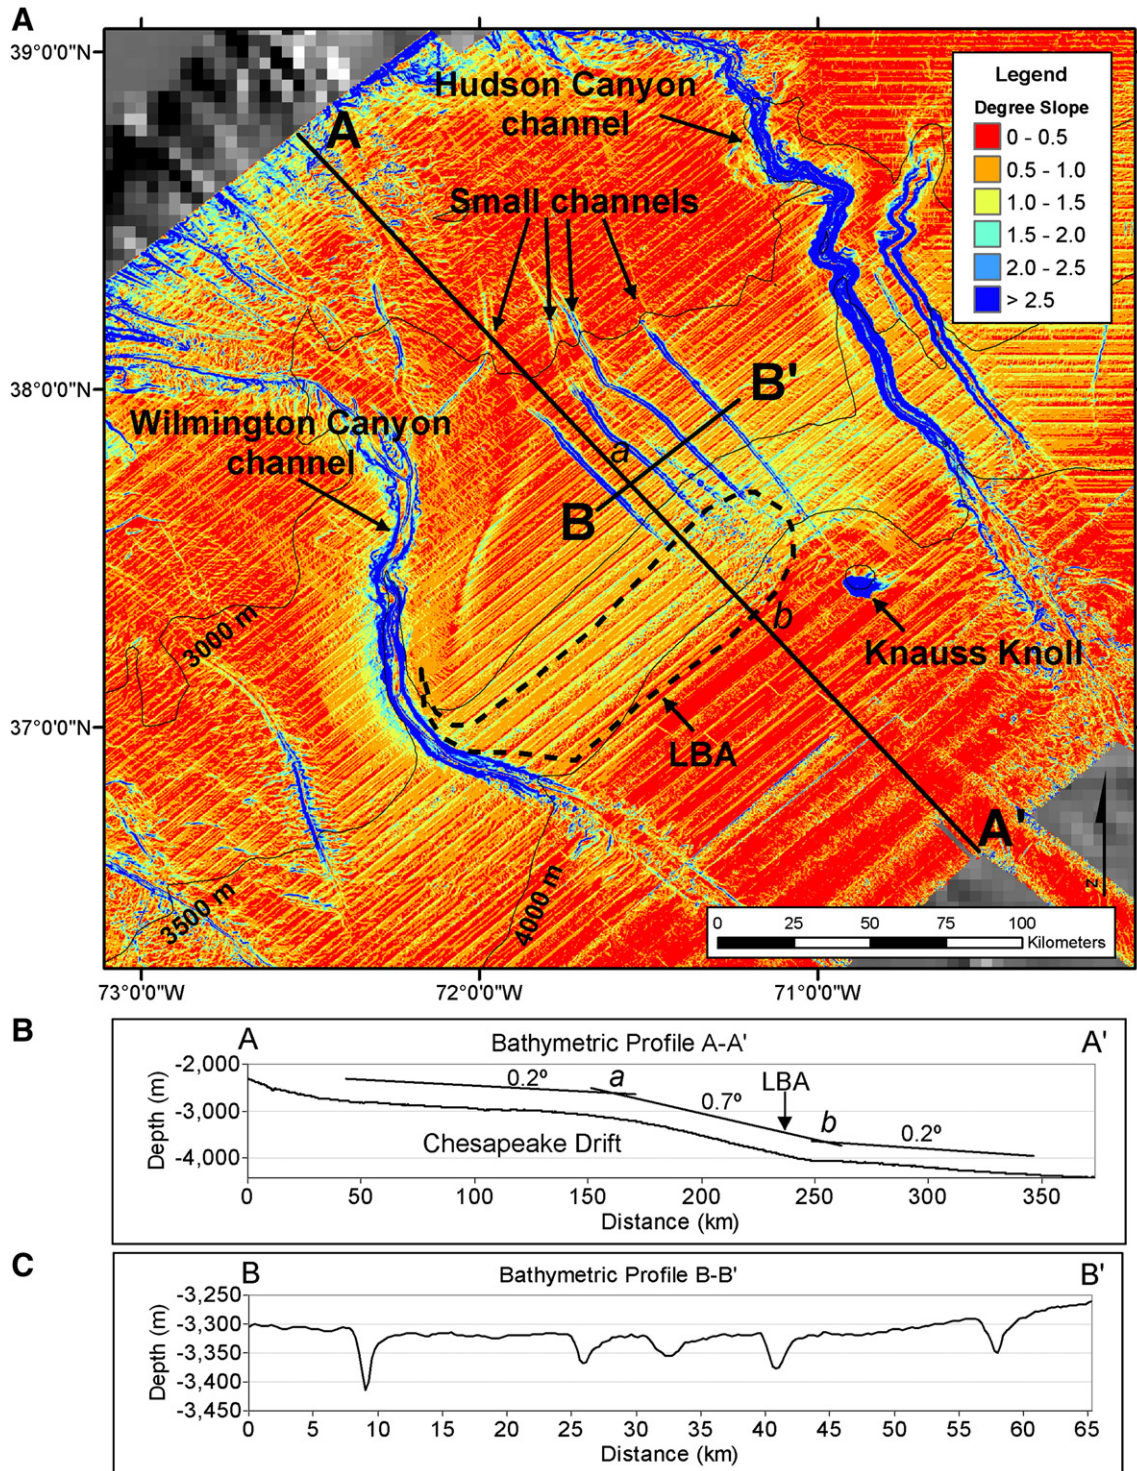 A
39°0'0"N
38°0'0"N
37°0'0"N
73°0'0"W
72°0'0"W
71°0'0"W
Hudson Canyon
channel
A
Small channels
Legend
Degree Slope
0 - 0.5
0.5 - 1.0
1.0 - 1.5
1.5 - 2.0
2.0 - 2.5
> 2.5
B'
Wilmington Canyon
channel
a
B
b
Knauss Knoll
3000 m
LBA
A'
3500 m
4000 m
z
0 25 50 75 100
Kilometers
B
A
Bathymetric Profile A-A'
A'
Depth (m)
-2,000
-3,000
-4,000
0.2º
a
0.7º
LBA
b
0.2º
Chesapeake Drift
0 50 100 150 200 250 300 350
Distance (km)
C
B
Bathymetric Profile B-B'
B'
Depth (m)
-3,250
-3,300
-3,350
-3,400
-3,450
0 5 10 15 20 25 30 35 40 45 50 55 60 65
Distance (km)